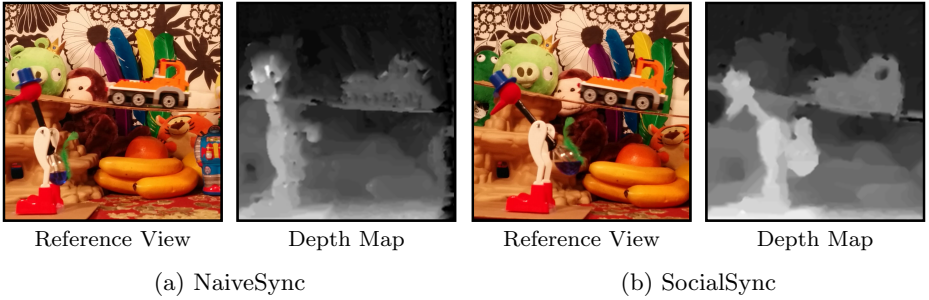 Reference View
Depth Map
Reference View
Depth Map
(a) NaiveSync
(b) SocialSync